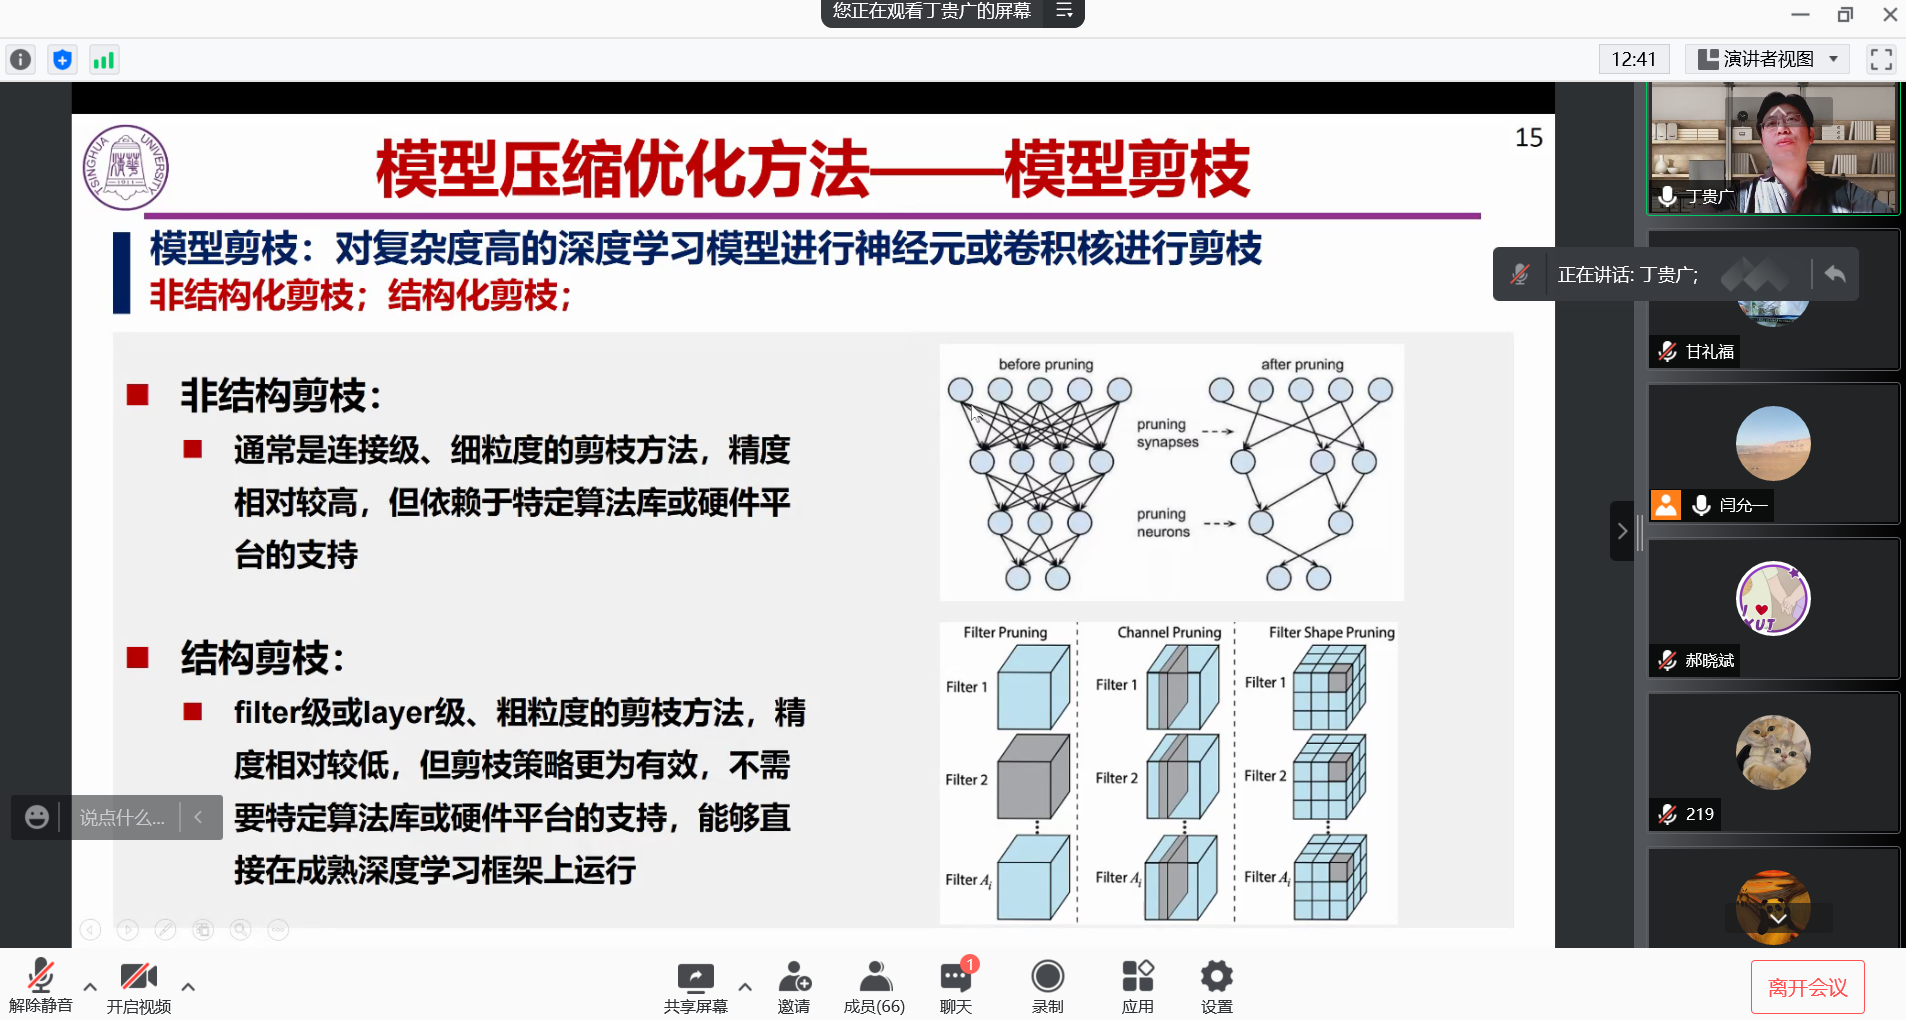 您正在观看丁贵广的屏幕
12:41
演讲者视图
TSINGHUA UNIVERSITY
1911
模型压缩优化方法——模型剪枝
15
模型剪枝：对复杂度高的深度学习模型进行神经元或卷积核进行剪枝
非结构化剪枝；结构化剪枝；
非结构剪枝：
通常是连接级、细粒度的剪枝方法，精度
相对较高，但依赖于特定算法库或硬件平
台的支持
结构剪枝：
filter级或layer级、粗粒度的剪枝方法，精
度相对较低，但剪枝策略更为有效，不需
要特定算法库或硬件平台的支持，能够直
接在成熟深度学习框架上运行
before pruning
after pruning
pruning
synapses
pruning
neurons
Filter Pruning
Channel Pruning
Filter Shape Pruning
Filter 1
Filter 1
Filter 1
Filter 2
Filter 2
Filter 2
Filter Ai
Filter Ai
Filter Ai
丁贵广
正在讲话: 丁贵广;
甘礼福
闫允一
I
XUT
郝晓斌
219
说点什么...
解除静音
开启视频
共享屏幕
邀请
成员(66)
1
聊天
录制
应用
设置
离开会议